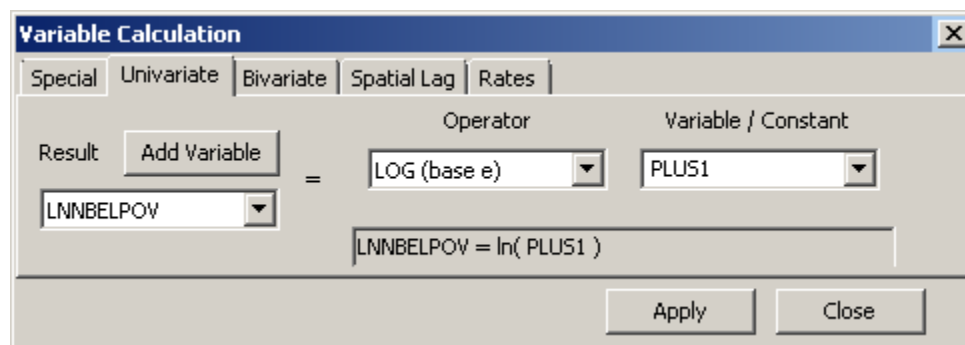 Variable Calculation
Special Univariate Bivariate Spatial Lag Rates
Operator Variable / Constant
Result Add Variable
= LOG (base e) PLUS1
LNNBELPOV
LNNBELPOV = ln( PLUS1 )
Apply Close